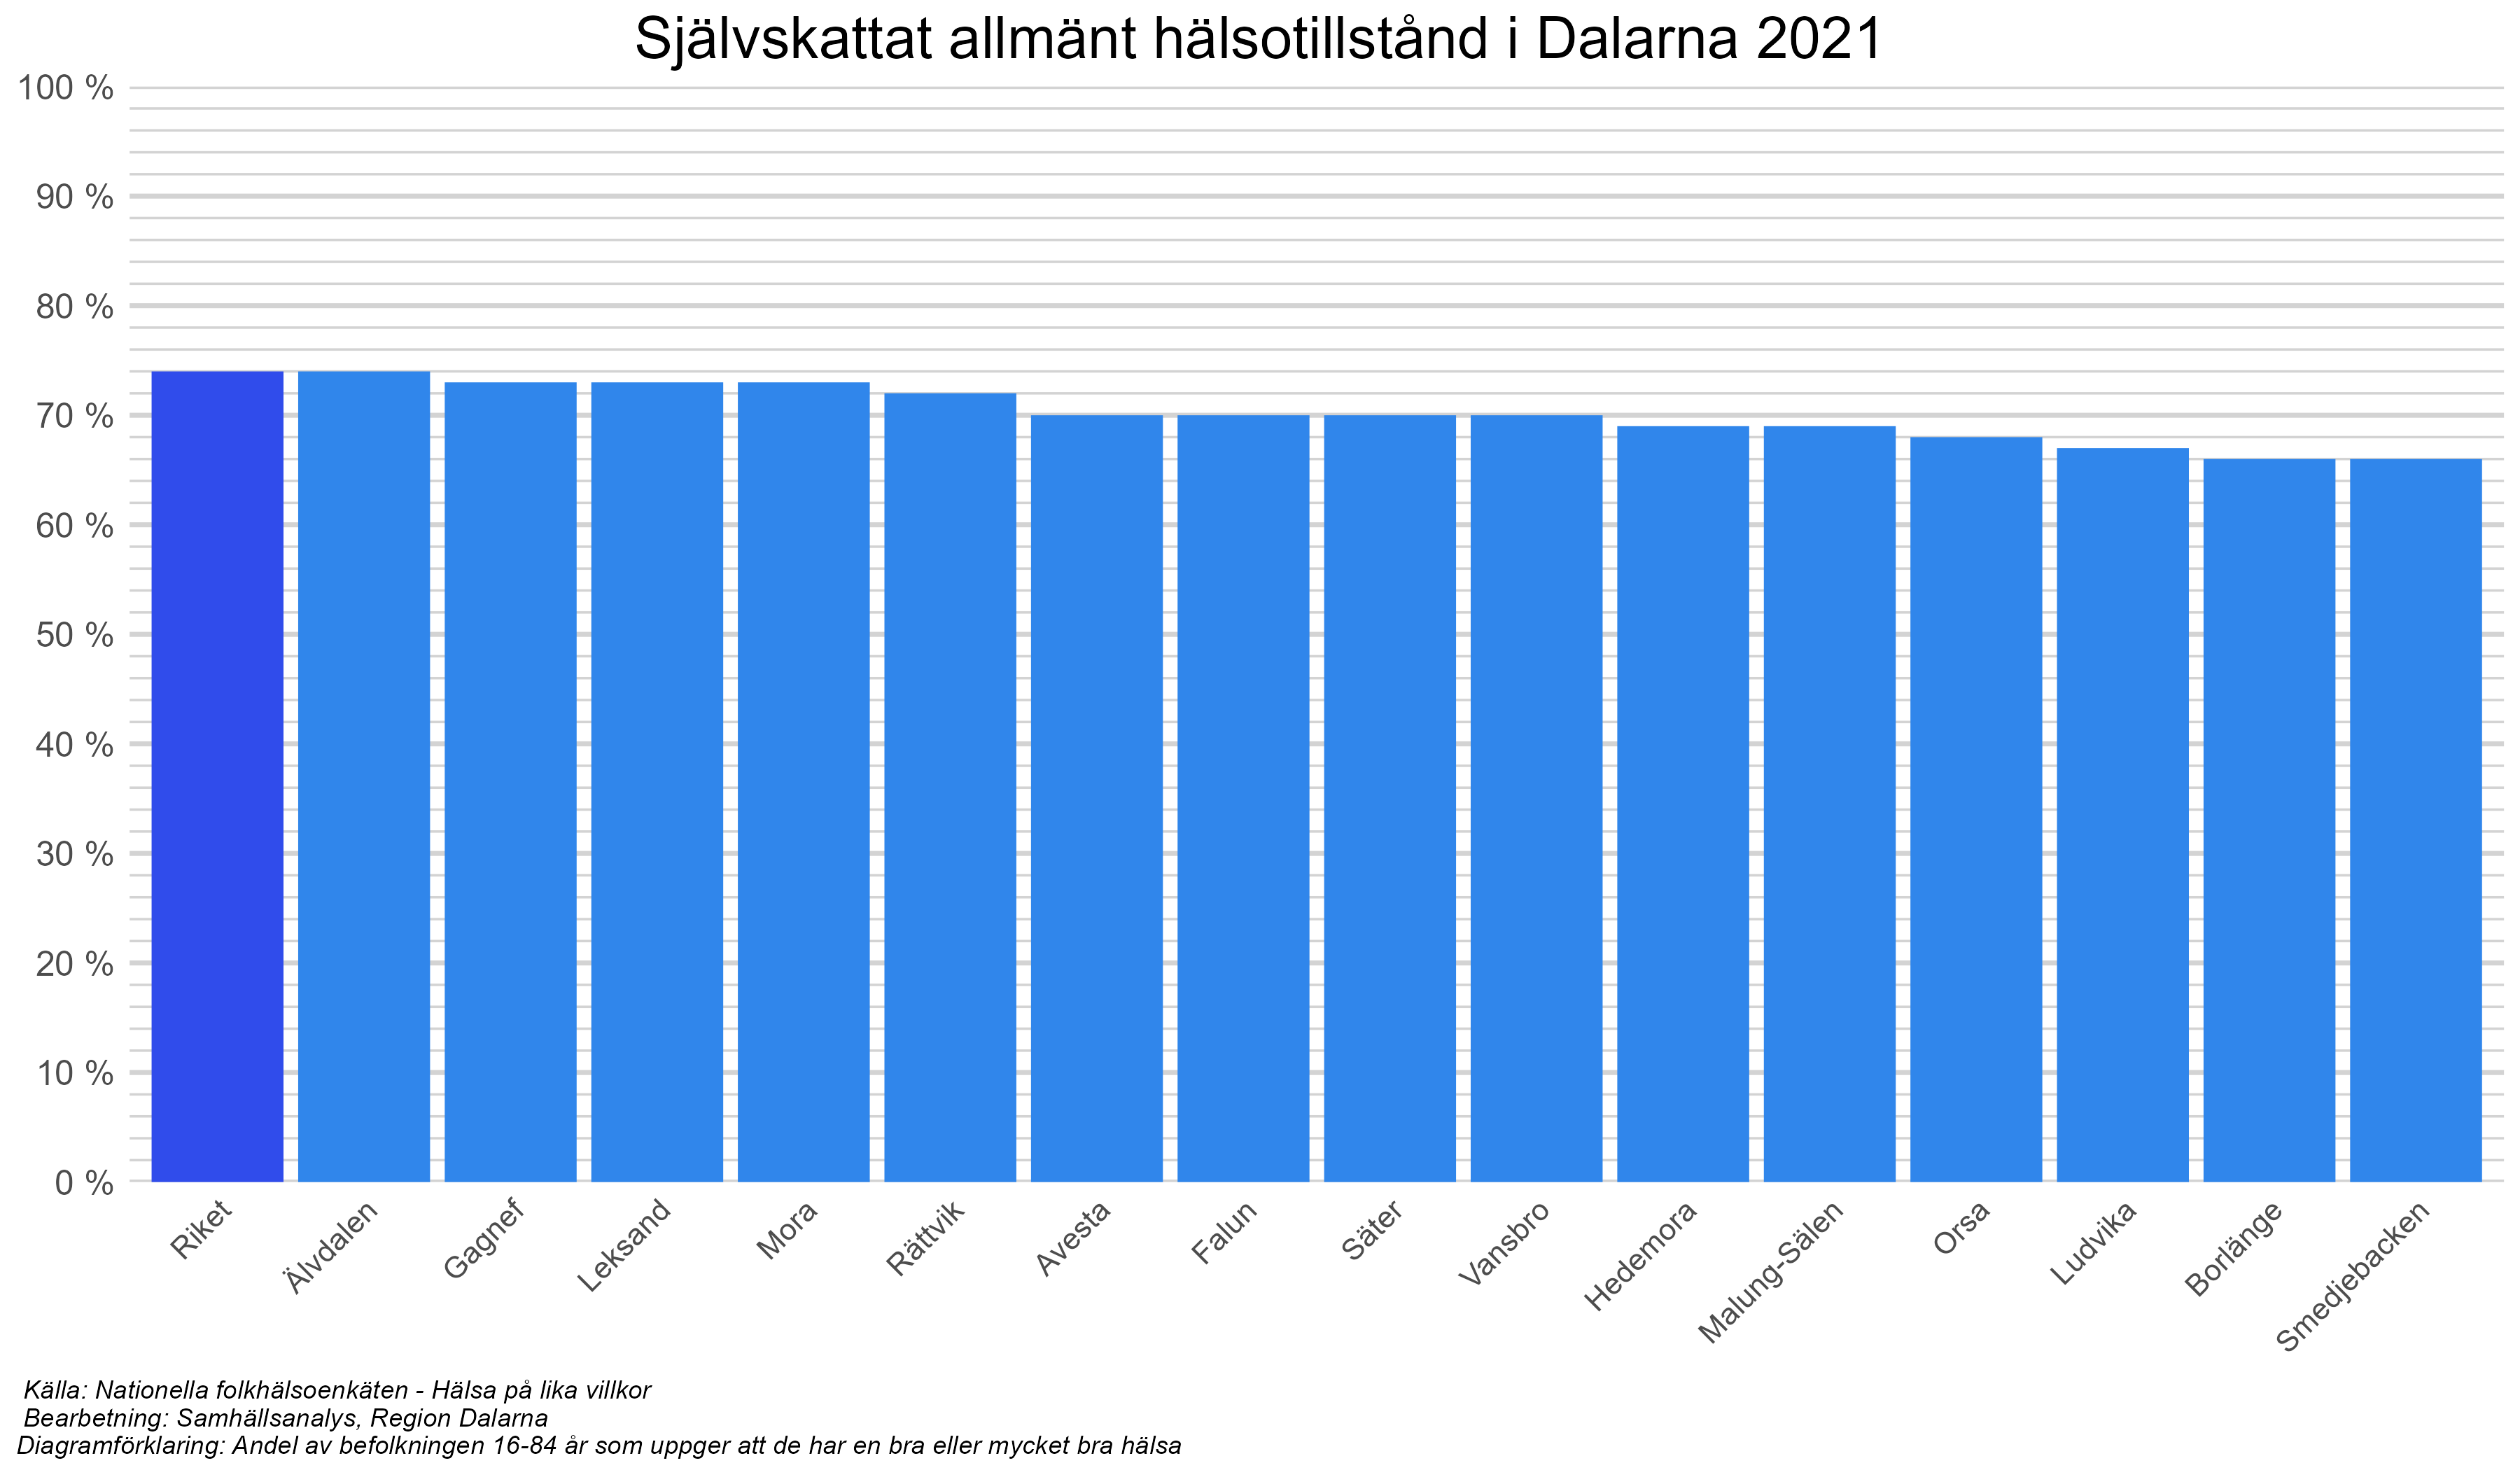 Självskattat allmänt hälsotillstånd i Dalarna 2021
100 %
90 %
80 %
70 %
60 %
50 %
40 %
30 %
20 %
10 %
0 %
Riket
Älvdalen
Gagnef
Leksand
Mora
Rättvik
Avesta
Falun
Säter
Vansbro
Hedemora
Malung-Sälen
Orsa
Ludvika
Borlänge
Smedjebacken
Källa: Nationella folkhälsoenkäten - Hälsa på lika villkor
Bearbetning: Samhällsanalys, Region Dalarna
Diagramförklaring: Andel av befolkningen 16-84 år som uppger att de har en bra eller mycket bra hälsa